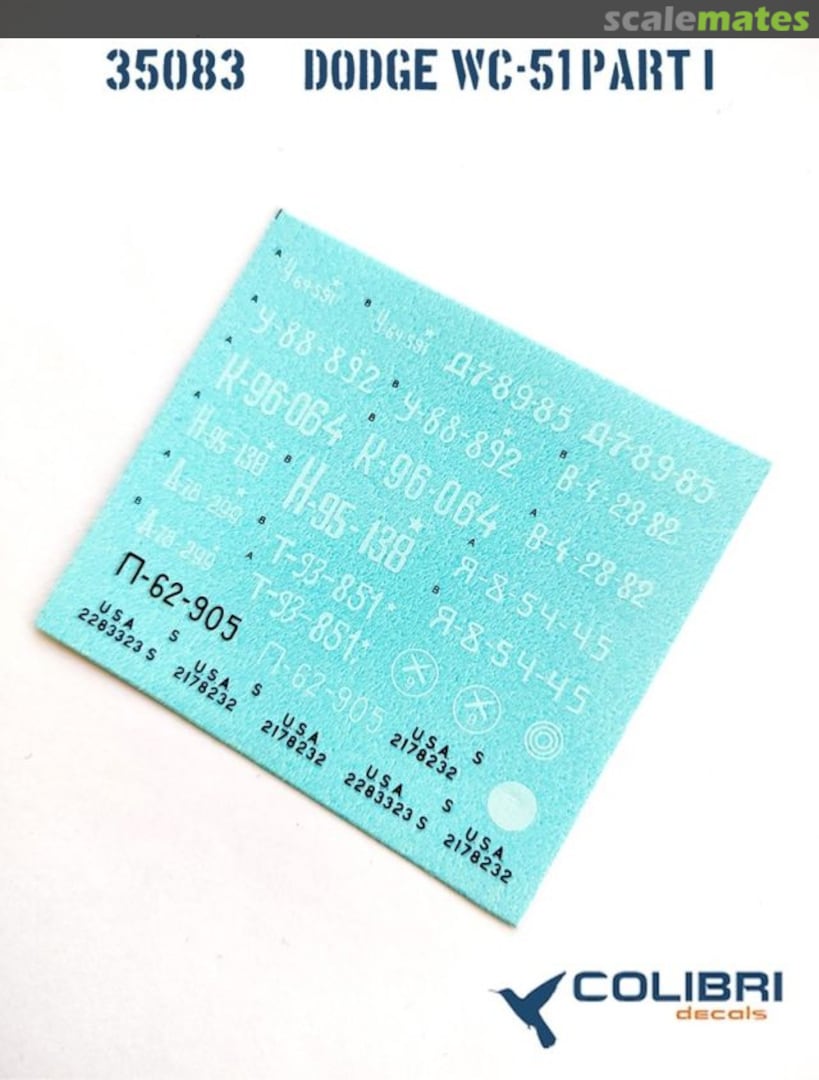 scalemates
35083 DODGE WC-51 PART I
A
У-64-591
B
У-64-591
A
У-88-892
B
У-88-892
Д-7-89-85
Д-7-89-85
A
К-96-064
B
К-96-064
B
В-4-28-82
A
В-4-28-82
A
Н-95-138
B
Н-95-138
A
Я-8-54-45
B
Я-8-54-45
A
B
B
Т-93-851
A
Т-93-851
П-62-905
П-62-905
USA S
2283323 S
USA S
2178232
USA
2178232
USA S
2178232
USA S
2283323 S
USA
2178232
COLIBRI
decals